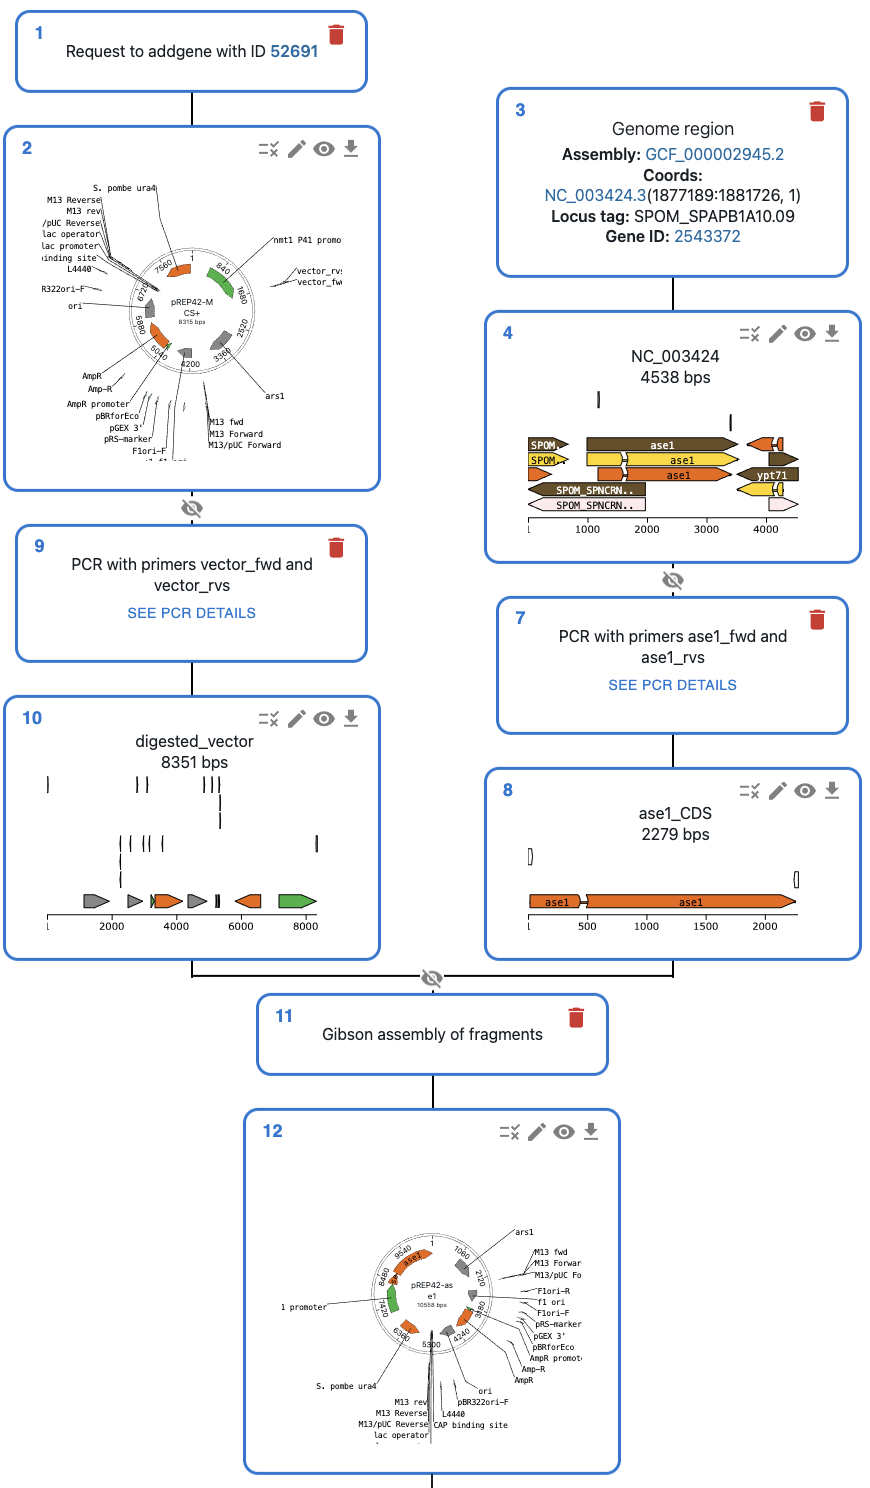 1
Request to addgene with ID 52691
2
S. pombe ura4
M13 Reverse
M13 rev
/pUC Reverse
lac operator
lac promoter
binding site
L4440
R322ori-F
ori
AmpR
Amp-R
AmpR promoter
pBRforEco
pGEX 3'
pRS-marker
F1ori-F
nmt1 P41 promo
vector_rvs
vector_fw
ars1
M13 fwd
M13 Forward
M13/pUC Forward
1
840
1680
2520
3360
4200
5040
5880
6720
7560
pREP42-M
CS+
8315 bps
3
Genome region
Assembly: GCF_000002945.2
Coords:
NC_003424.3(1877189:1881726, 1)
Locus tag: SPOM_SPAPB1A10.09
Gene ID: 2543372
4
NC_003424
4538 bps
SPOM.
ase1
SPOM..
ase1
ase1
ypt71
SPOM_SPNCRN..
SPOM_SPNCRN..
1000
2000
3000
4000
9
PCR with primers vector_fwd and
vector_rvs
SEE PCR DETAILS
7
PCR with primers ase1_fwd and
ase1_rvs
SEE PCR DETAILS
10
digested_vector
8351 bps
2000
4000
6000
8000
8
ase1_CDS
2279 bps
ase1
ase1
500
1000
1500
2000
11
Gibson assembly of fragments
12
ars1
M13 fwd
M13 Forwar
M13/pUC Fo
F1ori-R
f1 ori
F1ori-F
pRS-marker
pGEX 3'
pBRforEco
AmpR promot
Amp-R
AmpR
ori
pBR322ori-F
L4440
CAP binding site
1 promoter
S. pombe ura4
M13 rev
M13 Reverse
M13/pUC Reverse
lac operator
1
1060
2120
3180
4240
5300
6360
7420
8480
9540
ase1
pREP42-as
e1
10558 bps